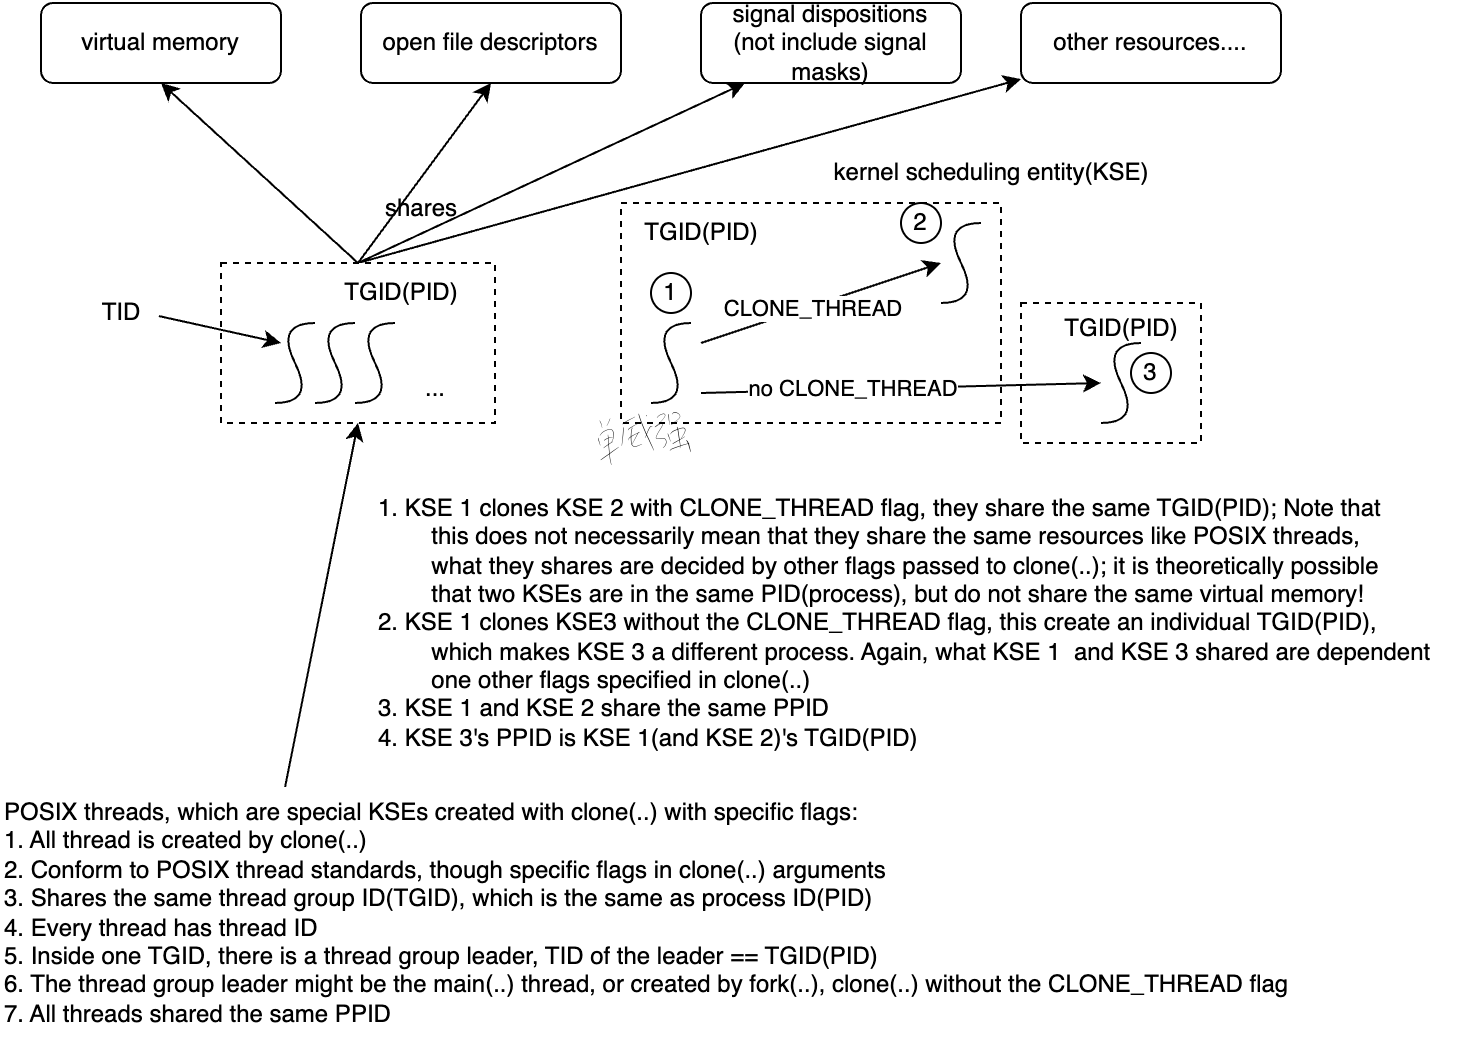 virtual memory
open file descriptors
signal dispositions
(not include signal
masks)
other resources....
kernel scheduling entity(KSE)
shares
TGID(PID)
2
TGID(PID)
1
TID
CLONE_THREAD
TGID(PID)
3
no CLONE_THREAD
...
单威强
1. KSE 1 clones KSE 2 with CLONE_THREAD flag, they share the same TGID(PID); Note that
this does not necessarily mean that they share the same resources like POSIX threads,
what they shares are decided by other flags passed to clone(..); it is theoretically possible
that two KSEs are in the same PID(process), but do not share the same virtual memory!
2. KSE 1 clones KSE3 without the CLONE_THREAD flag, this create an individual TGID(PID),
which makes KSE 3 a different process. Again, what KSE 1 and KSE 3 shared are dependent
one other flags specified in clone(..)
3. KSE 1 and KSE 2 share the same PPID
4. KSE 3's PPID is KSE 1(and KSE 2)'s TGID(PID)
POSIX threads, which are special KSEs created with clone(..) with specific flags:
1. All thread is created by clone(..)
2. Conform to POSIX thread standards, though specific flags in clone(..) arguments
3. Shares the same thread group ID(TGID), which is the same as process ID(PID)
4. Every thread has thread ID
5. Inside one TGID, there is a thread group leader, TID of the leader == TGID(PID)
6. The thread group leader might be the main(..) thread, or created by fork(..), clone(..) without the CLONE_THREAD flag
7. All threads shared the same PPID